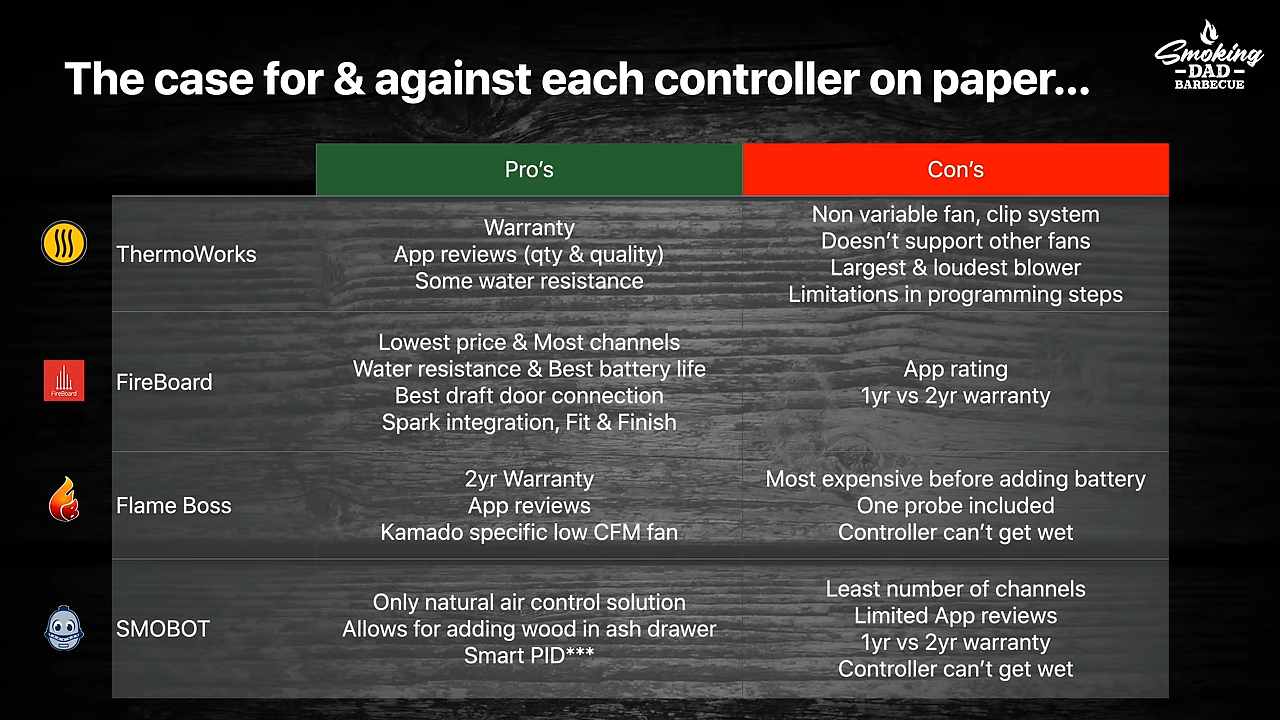 The case for & against each controller on paper...
Smoking
DAD
BARBECUE
Pro's
Con's
ThermoWorks
Warranty
App reviews (qty & quality)
Some water resistance
Non variable fan, clip system
Doesn't support other fans
Largest & loudest blower
Limitations in programming steps
FireBoard
FireBoard
Lowest price & Most channels
Water resistance & Best battery life
Best draft door connection
Spark integration, Fit & Finish
App rating
1yr vs 2yr warranty
Flame Boss
2yr Warranty
App reviews
Kamado specific low CFM fan
Most expensive before adding battery
One probe included
Controller can't get wet
SMOBOT
Only natural air control solution
Allows for adding wood in ash drawer
Smart PID***
Least number of channels
Limited App reviews
1yr vs 2yr warranty
Controller can't get wet